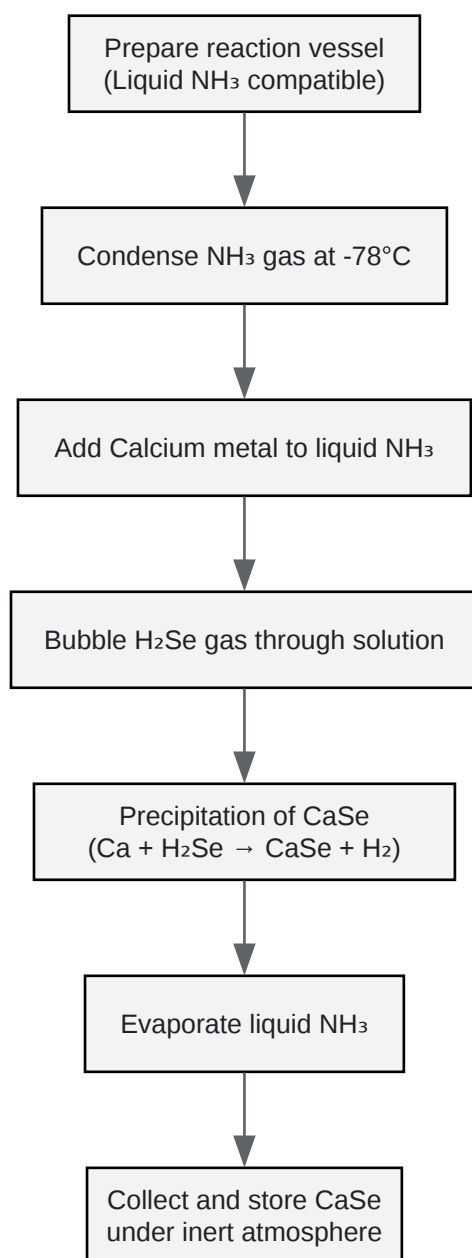 Prepare reaction vessel
(Liquid NH₃ compatible)
Condense NH₃ gas at -78°C
Add Calcium metal to liquid NH₃
Bubble H₂Se gas through solution
Precipitation of CaSe
(Ca + H₂Se → CaSe + H₂)
Evaporate liquid NH₃
Collect and store CaSe
under inert atmosphere